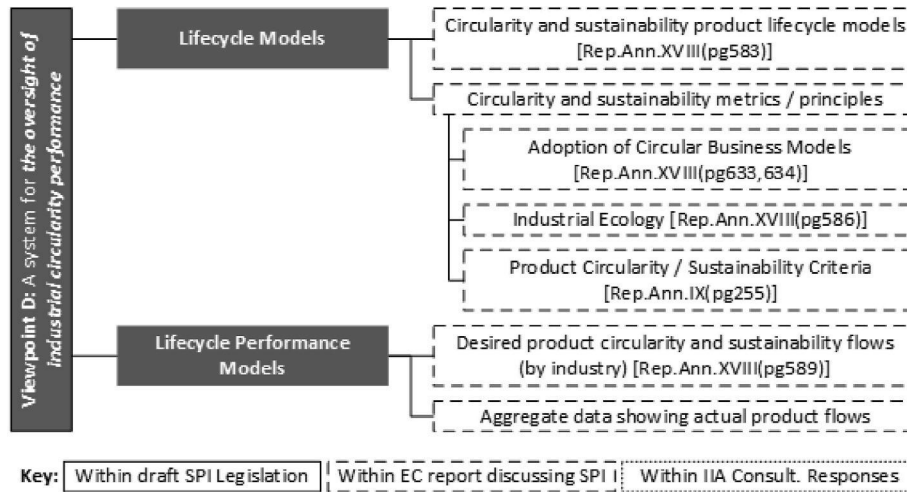 Viewpoint D: A system for the oversight of
industrial circularity performance
Lifecycle Models
Circularity and sustainability product lifecycle models
[Rep.Ann.XVIII(pg583)]
Circularity and sustainability metrics / principles
Adoption of Circular Business Models
[Rep.Ann.XVIII(pg633,634)]
Industrial Ecology [Rep.Ann.XVIII(pg586)]
Product Circularity / Sustainability Criteria
[Rep.Ann.IX(pg255)]
Lifecycle Performance
Models
Desired product circularity and sustainability flows
(by industry) [Rep.Ann.XVIII(pg589)]
Aggregate data showing actual product flows
Key: Within draft SPI Legislation Within EC report discussing SPI I Within IIA Consult. Responses